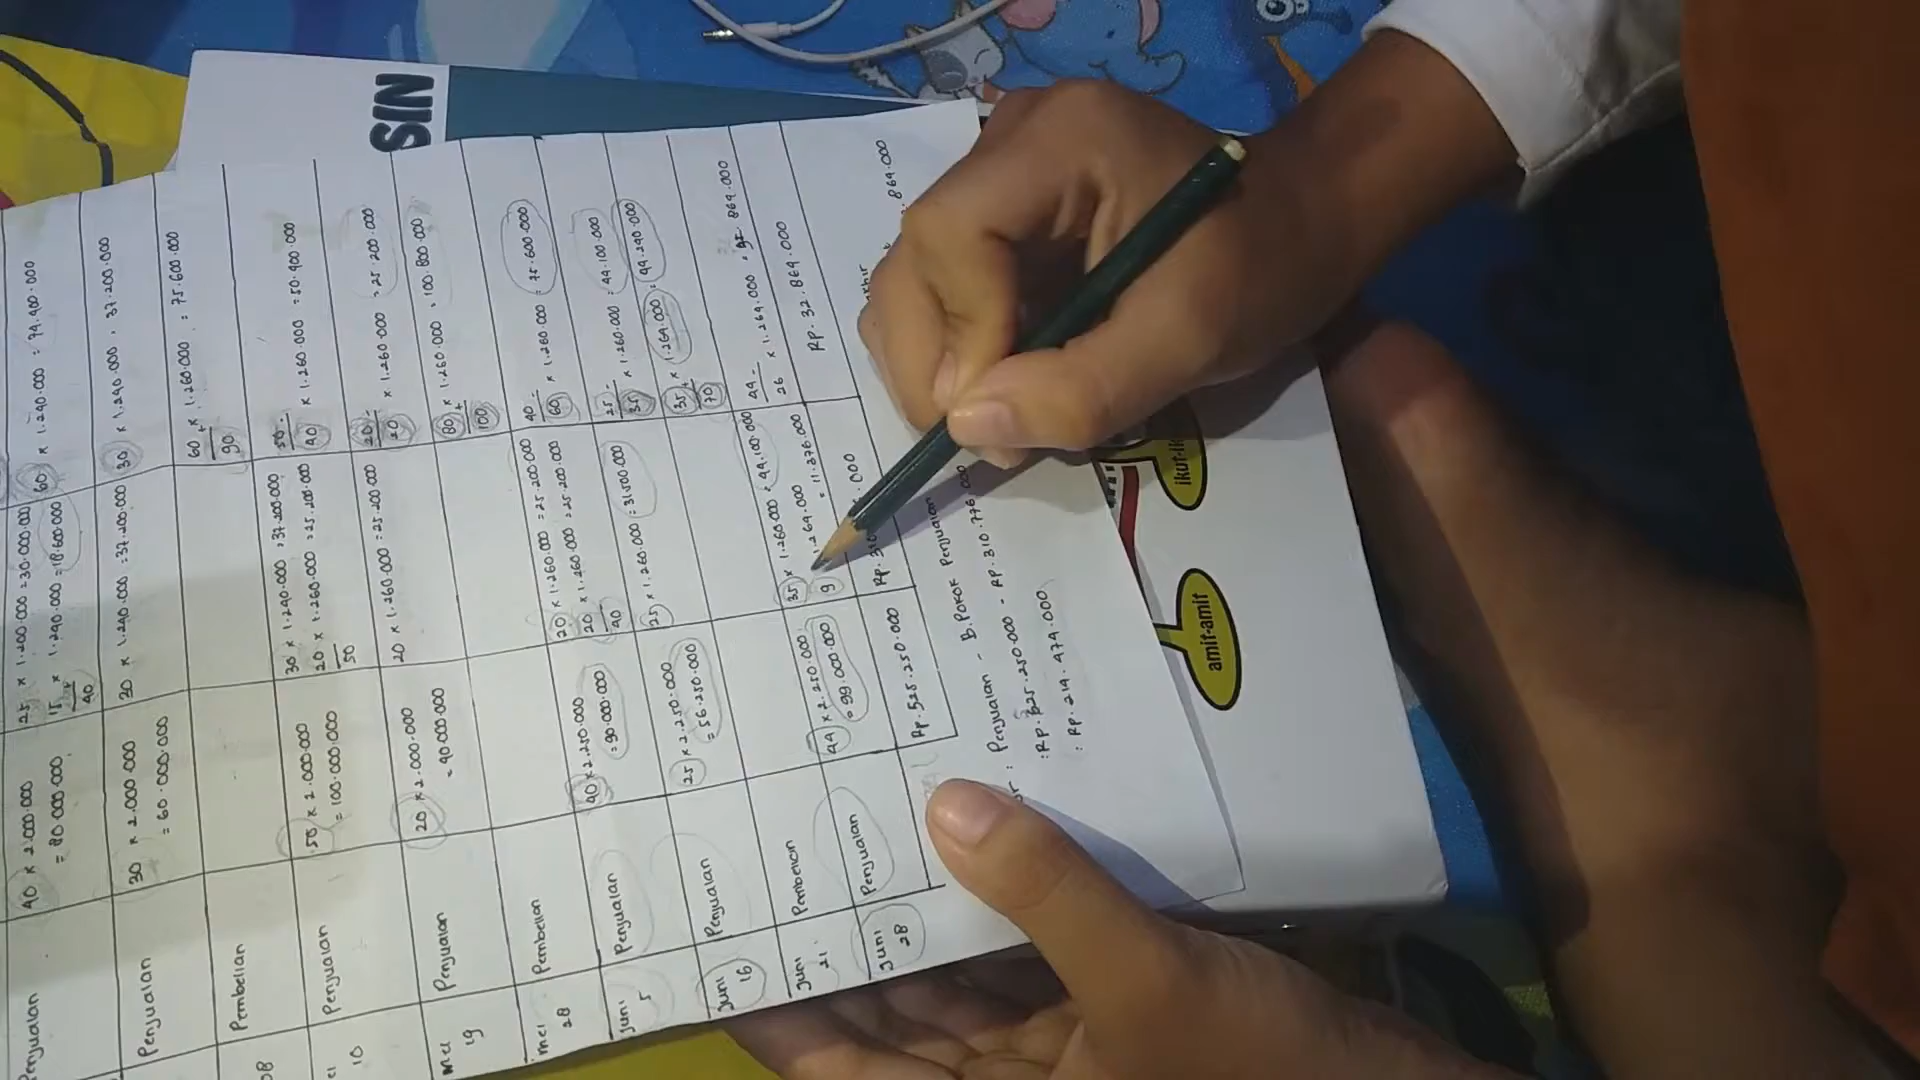 SIN
Penjualan
40 × 2.000.000
= 80.000.000
25 × 1.200.000 = 30.000.000
15 × 1.240.000 = 18.600.000
40
60 × 1.240.000 = 74.400.000
Penjualan
30 × 2.000.000
= 60.000.000
30 × 1.240.000 = 37.200.000
30 × 1.240.000 = 37.200.000
08
Pembelian
60 × 1.260.000 = 75.600.000
90
10
Penjualan
50 × 2.000.000
= 100.000.000
30 × 1.240.000 = 37.200.000
20 × 1.260.000 = 25.200.000
50
40 × 1.260.000 = 50.400.000
Mei
19
Penjualan
20 × 2.000.000
= 40.000.000
20 × 1.260.000 = 25.200.000
20 -
20 × 1.260.000 = 25.200.000
Mei
28
Pembelian
80 × 1.260.000 = 100.800.000
100
Juni
5
Penjualan
40 × 2.250.000
= 90.000.000
20 × 1.260.000 = 25.200.000
20 × 1.260.000 = 25.200.000
40
40 -
60 × 1.260.000 = 75.600.000
Juni
16
Penjualan
25 × 2.250.000
= 56.250.000
25 × 1.260.000 = 31.500.000
25 -
35 × 1.260.000 = 44.100.000
Juni
21
Pembelian
35 × 1.264.000 = 44.240.000
70
Juni
28
Penjualan
44 × 2.250.000
= 99.000.000
35 × 1.260.000 = 44.100.000
9 1.264.000
= 11.376.000
44 -
26 × 1.264.000 = 869.000
Rp. 525.250.000
Rp. 310 .000
Rp. 32.864.000
: Penjualan - B. Pokok Penjualan
: Rp. 525.250.000 - Rp. 310.776.000
: Rp. 214.474.000
khir
864.000
amit-amit
ikut-ik